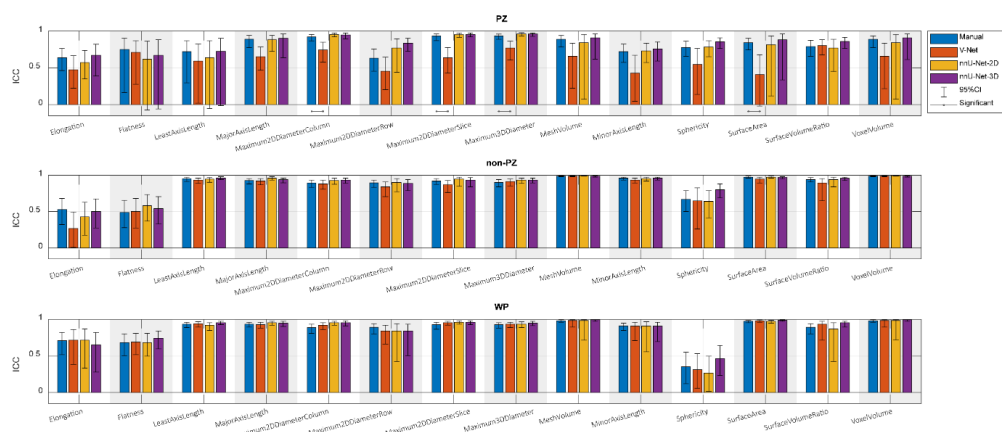 PZ
ICC
1
0.5
0
Elongation
Flatness
LeastAxisLength
MajorAxisLength
Maximum2DDiameterColumn
Maximum2DDiameterRow
Maximum2DDiameterSlice
Maximum3DDiameter
MeshVolume
MinorAxisLength
Sphericity
SurfaceArea
SurfaceVolumeRatio
VoxelVolume
Manual
V-Net
nnU-Net-2D
nnU-Net-3D
95%CI
Significant
non-PZ
ICC
1
0.5
0
Elongation
Flatness
LeastAxisLength
MajorAxisLength
Maximum2DDiameterColumn
Maximum2DDiameterRow
Maximum2DDiameterSlice
Maximum3DDiameter
MeshVolume
MinorAxisLength
Sphericity
SurfaceArea
SurfaceVolumeRatio
VoxelVolume
WP
ICC
1
0.5
0
Elongation
Flatness
LeastAxisLength
MajorAxisLength
Maximum2DDiameterColumn
Maximum2DDiameterRow
Maximum2DDiameterSlice
Maximum3DDiameter
MeshVolume
MinorAxisLength
Sphericity
SurfaceArea
SurfaceVolumeRatio
VoxelVolume